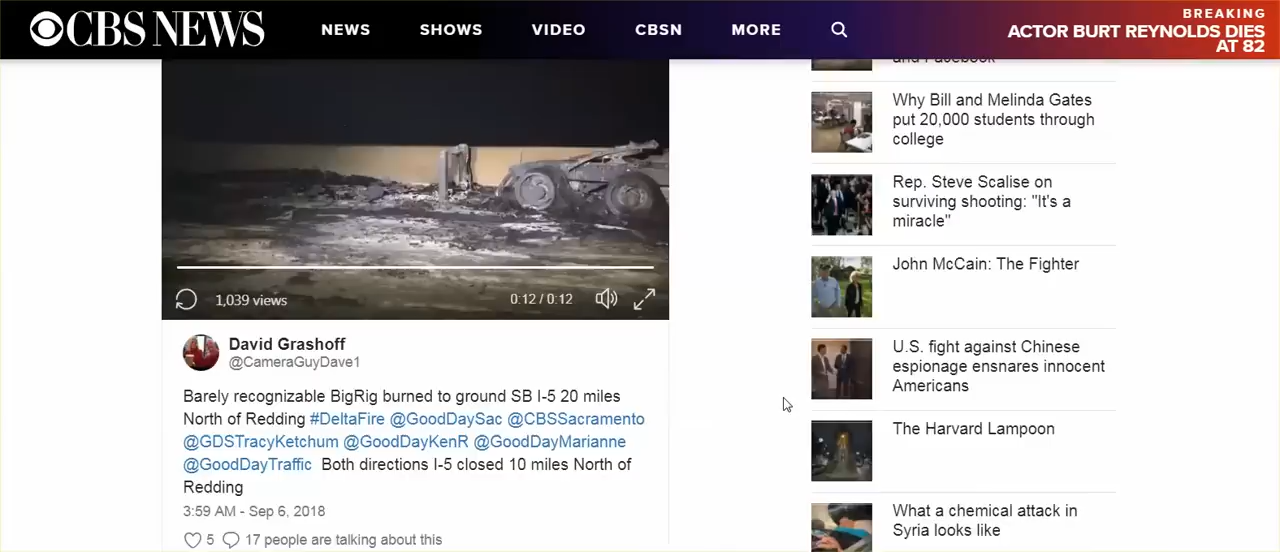 CBS NEWS
NEWS
SHOWS
VIDEO
CBSN
MORE
BREAKING
ACTOR BURT REYNOLDS DIES
AT 82
1,039 views
0:12 / 0:12
David Grashoff
@CameraGuyDave1
Barely recognizable BigRig burned to ground SB I-5 20 miles
North of Redding #DeltaFire @GoodDaySac @CBSSacramento
@GDSTracyKetchum @GoodDayKenR @GoodDayMarianne
@GoodDayTraffic Both directions I-5 closed 10 miles North of
Redding
3:59 AM - Sep 6, 2018
5
17 people are talking about this
and Facebook
Why Bill and Melinda Gates
put 20,000 students through
college
Rep. Steve Scalise on
surviving shooting: "It's a
miracle"
John McCain: The Fighter
U.S. fight against Chinese
espionage ensnares innocent
Americans
The Harvard Lampoon
What a chemical attack in
Syria looks like